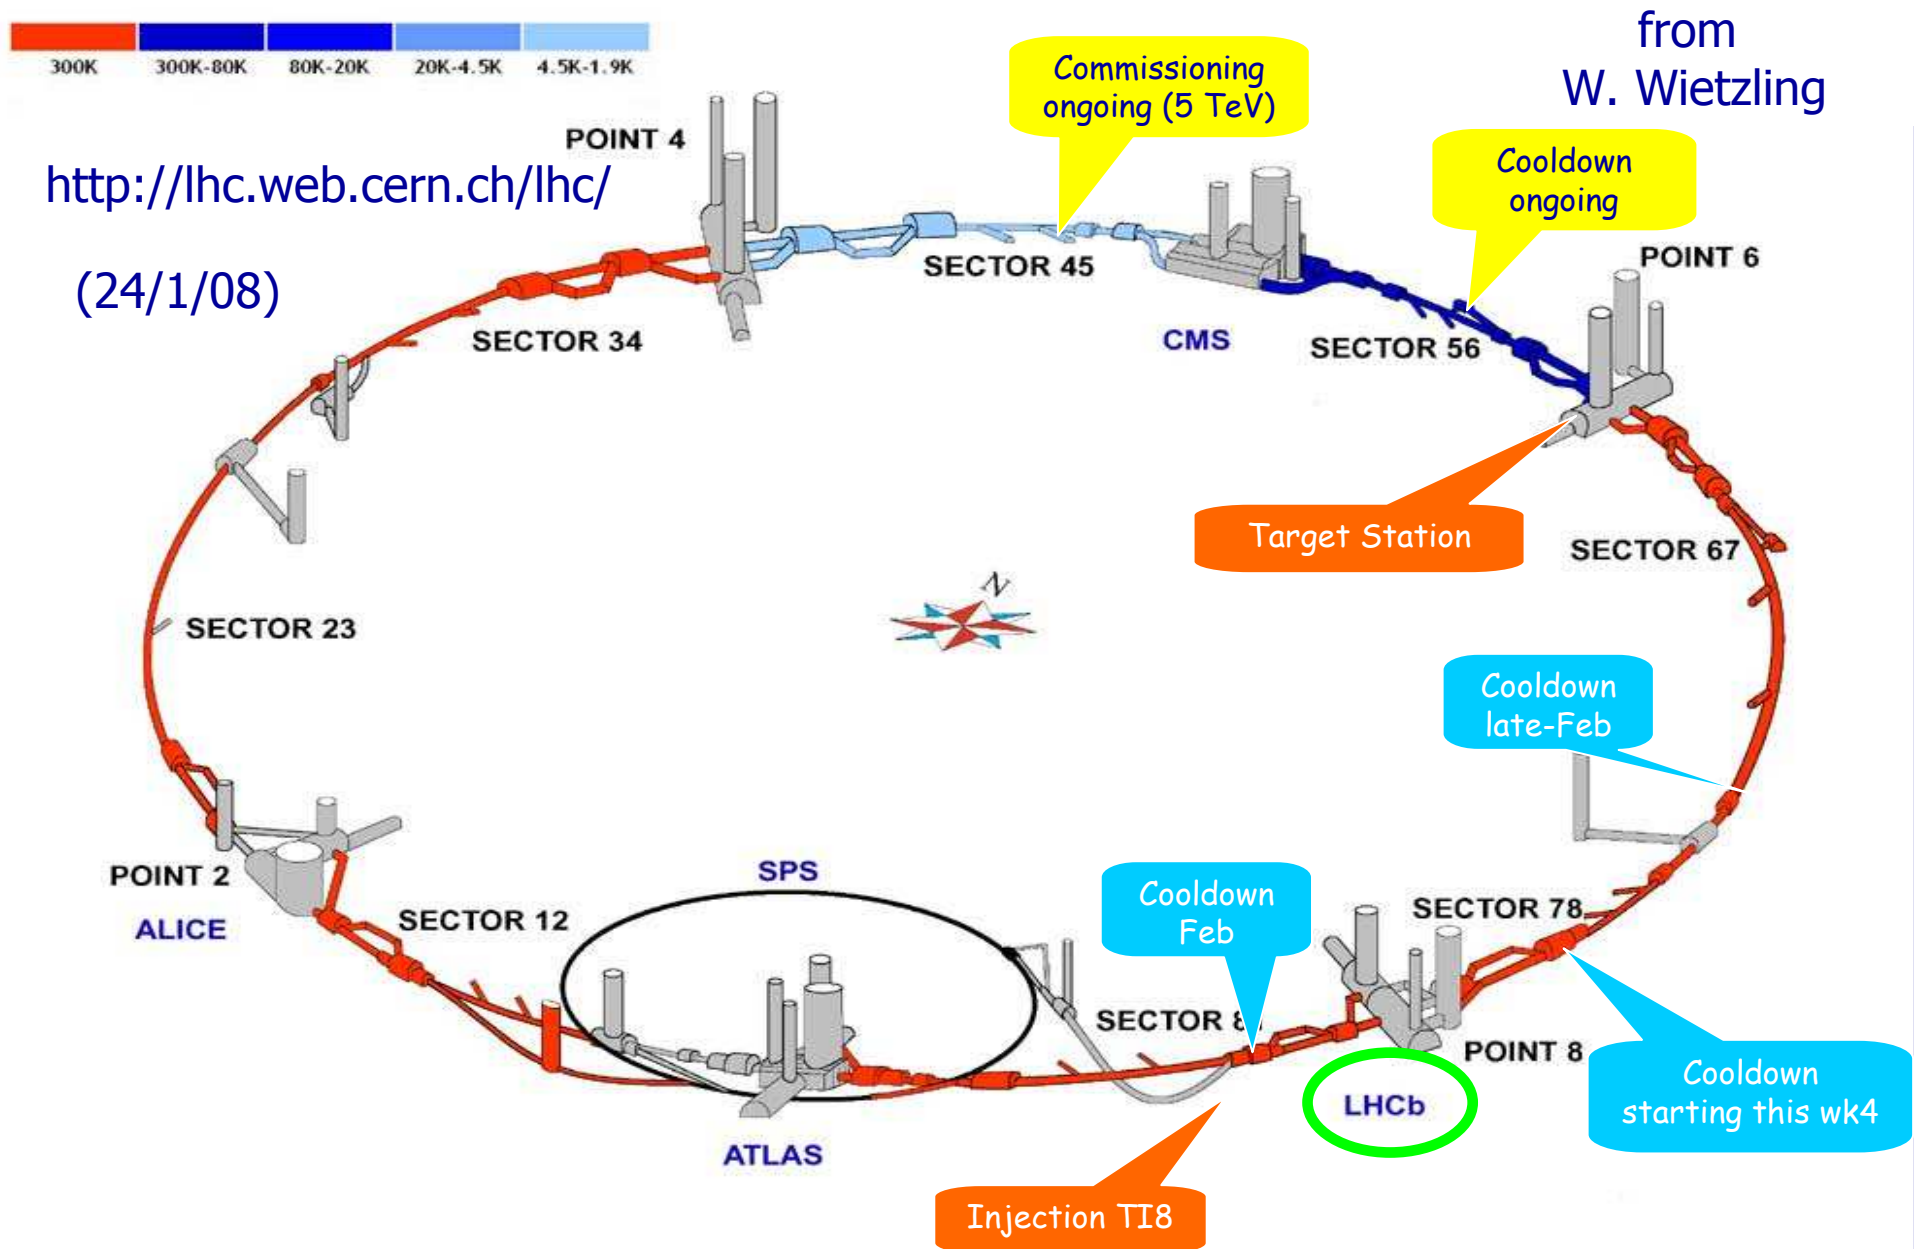 300K
300K-80K
80K-20K
20K-4.5K
4.5K-1.9K
from
W. Wietzling
Commissioning
ongoing (5 TeV)
Cooldown
ongoing
POINT 4
http://lhc.web.cern.ch/lhc/
(24/1/08)
SECTOR 45
POINT 6
SECTOR 34
CMS
SECTOR 56
Target Station
SECTOR 67
N
SECTOR 23
Cooldown
late-Feb
POINT 2
ALICE
SECTOR 12
SPS
Cooldown
Feb
SECTOR 78
SECTOR 8
POINT 8
Cooldown
starting this wk4
LHCb
ATLAS
Injection TI8